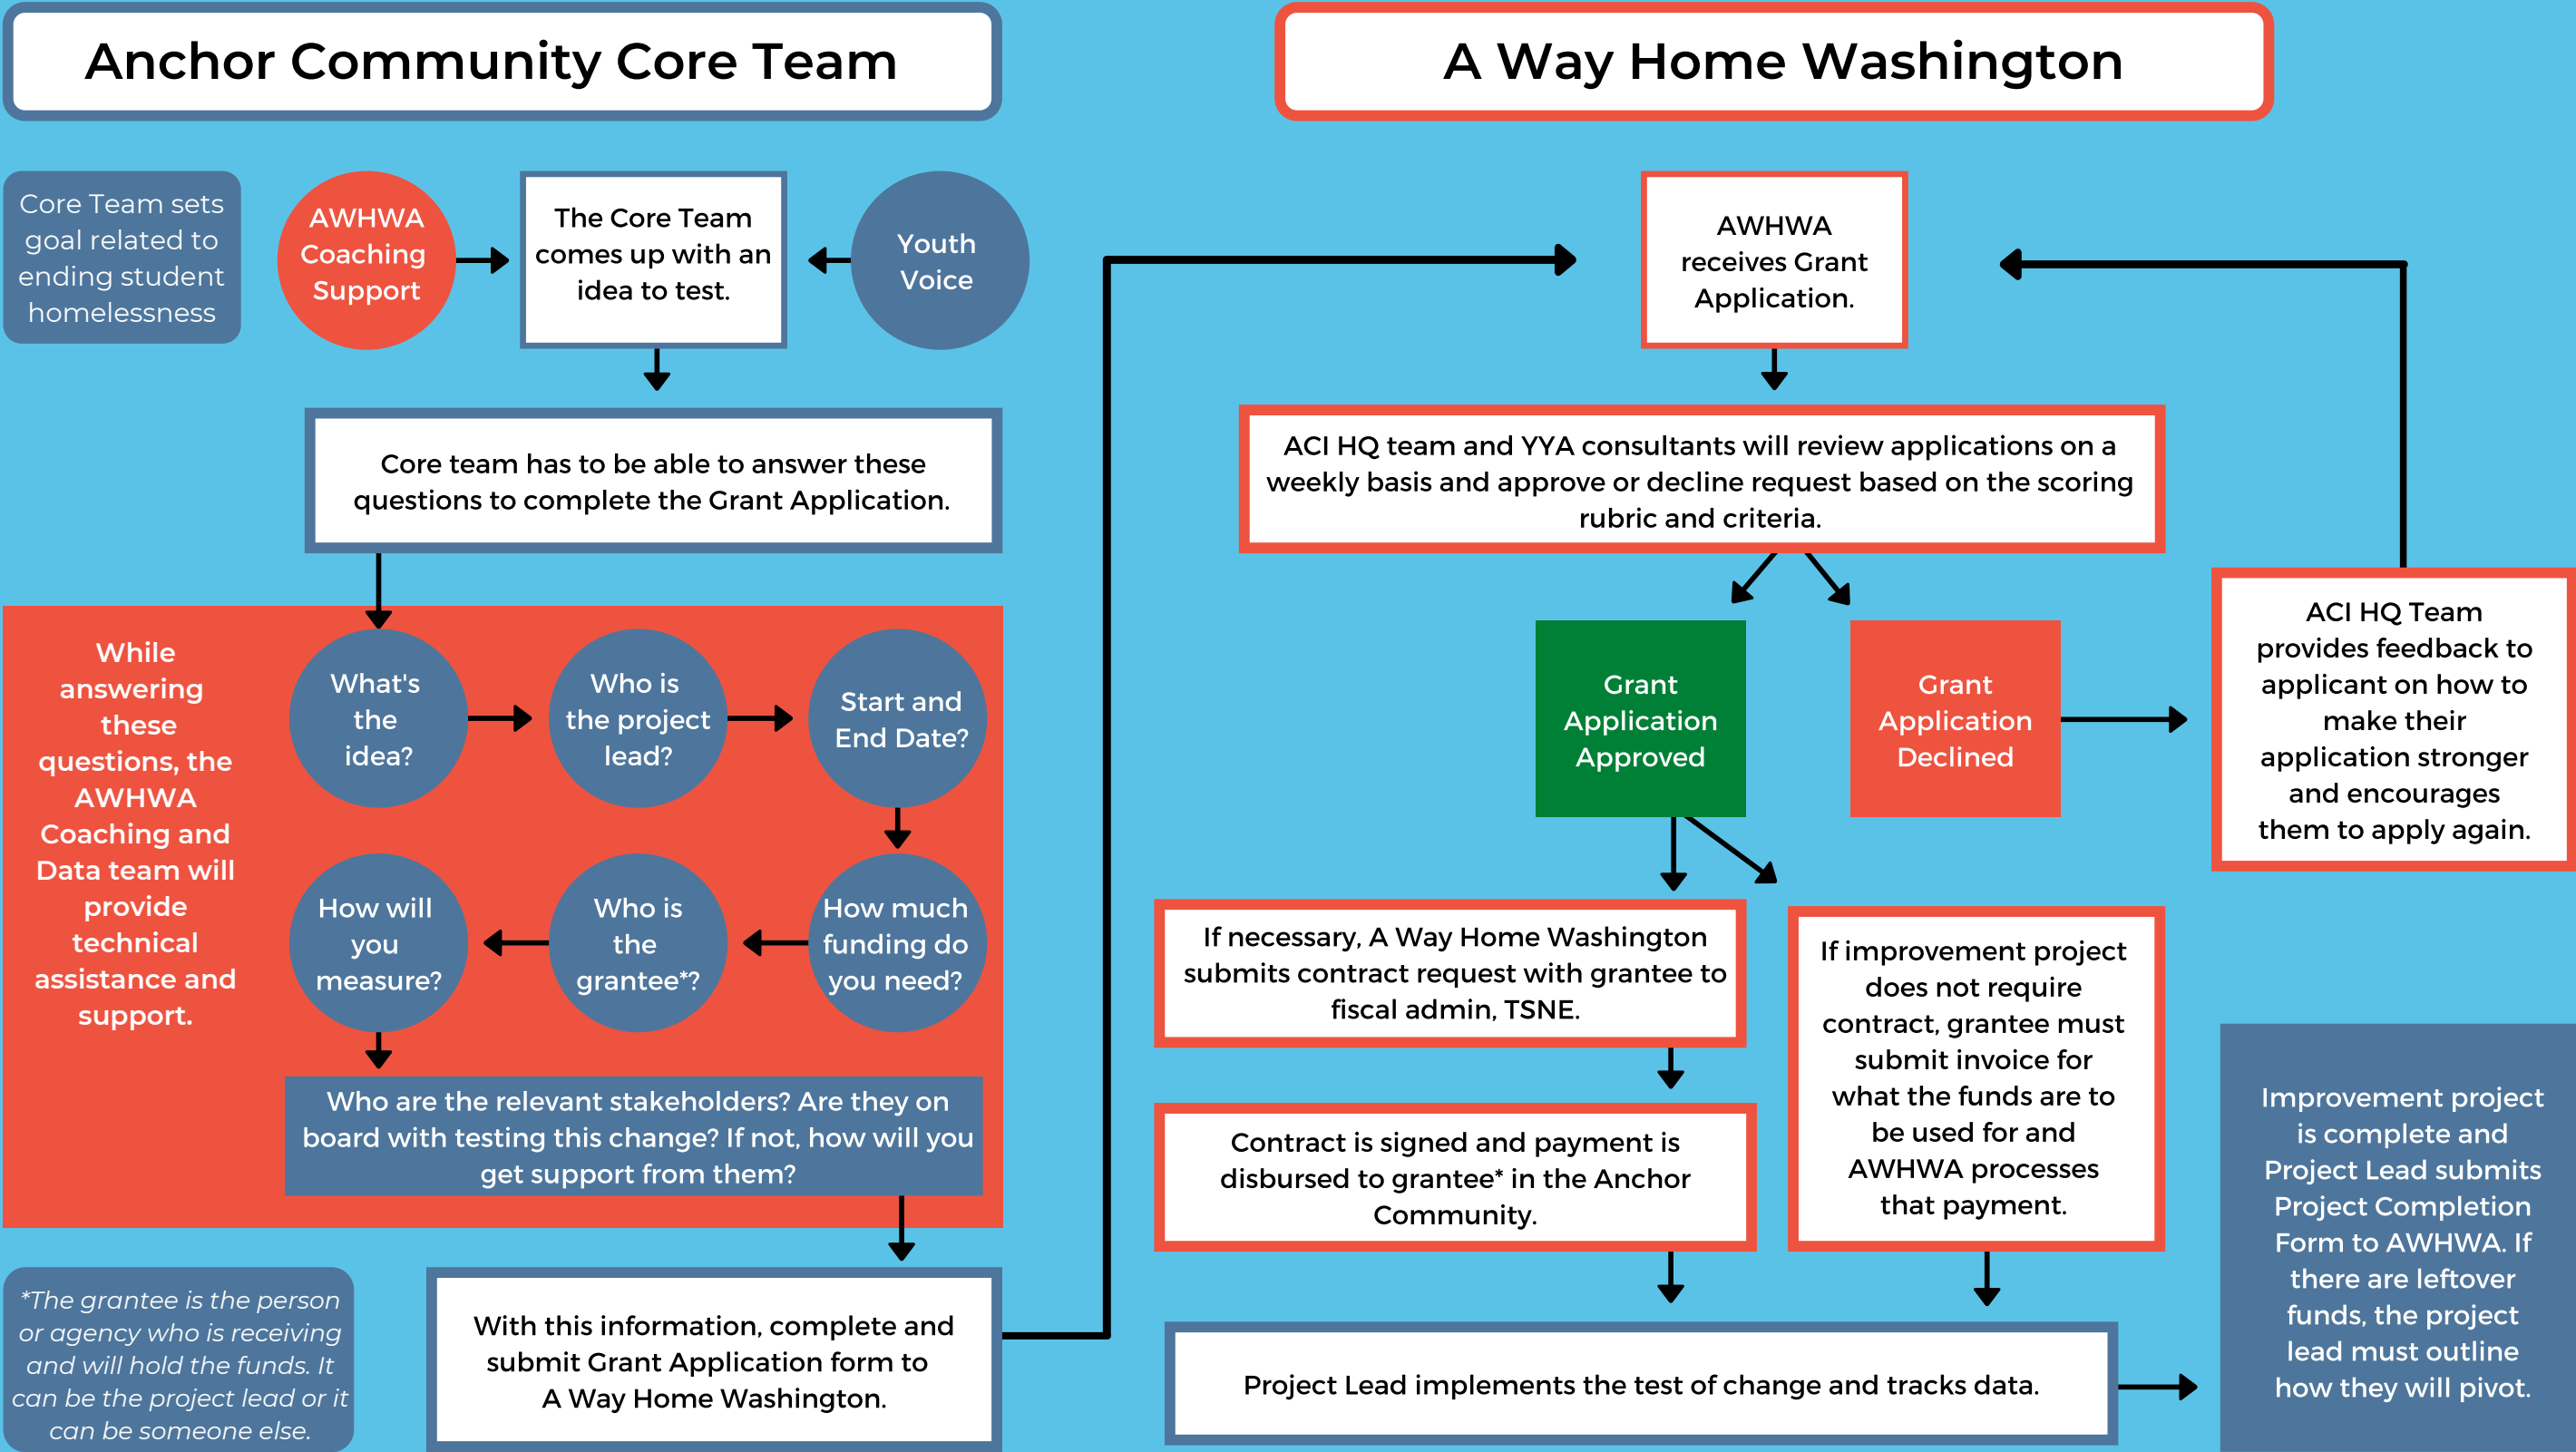 Anchor Community Core Team
A Way Home Washington
Core Team sets
goal related to
ending student
homelessness
AWHWA
Coaching
Support
The Core Team
comes up with an
idea to test.
Youth
Voice
Core team has to be able to answer these
questions to complete the Grant Application.
While
answering
these
questions, the
AWHWA
Coaching and
Data team will
provide
technical
assistance and
support.
What's
the
idea?
Who is
the project
lead?
Start and
End Date?
How much
funding do
you need?
Who is
the
grantee*?
How will
you
measure?
Who are the relevant stakeholders? Are they on
board with testing this change? If not, how will you
get support from them?
*The grantee is the person
or agency who is receiving
and will hold the funds. It
can be the project lead or it
can be someone else.
With this information, complete and
submit Grant Application form to
A Way Home Washington.
AWHWA
receives Grant
Application.
ACI HQ team and YYA consultants will review applications on a
weekly basis and approve or decline request based on the scoring
rubric and criteria.
Grant
Application
Approved
Grant
Application
Declined
ACI HQ Team
provides feedback to
applicant on how to
make their
application stronger
and encourages
them to apply again.
If necessary, A Way Home Washington
submits contract request with grantee to
fiscal admin, TSNE.
Contract is signed and payment is
disbursed to grantee* in the Anchor
Community.
If improvement project
does not require
contract, grantee must
submit invoice for
what the funds are to
be used for and
AWHWA processes
that payment.
Project Lead implements the test of change and tracks data.
Improvement project
is complete and
Project Lead submits
Project Completion
Form to AWHWA. If
there are leftover
funds, the project
lead must outline
how they will pivot.